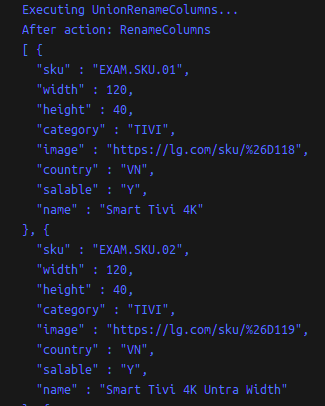 Executing UnionRenameColumns...
After action: RenameColumns
[ {
"sku" : "EXAM.SKU.01",
"width" : 120,
"height" : 40,
"category" : "TIVI",
"image" : "https://lg.com/sku/%26D118",
"country" : "VN",
"salable" : "Y",
"name" : "Smart Tivi 4K"
}, {
"sku" : "EXAM.SKU.02",
"width" : 120,
"height" : 40,
"category" : "TIVI",
"image" : "https://lg.com/sku/%26D119",
"country" : "VN",
"salable" : "Y",
"name" : "Smart Tivi 4K Untra Width"
}, {